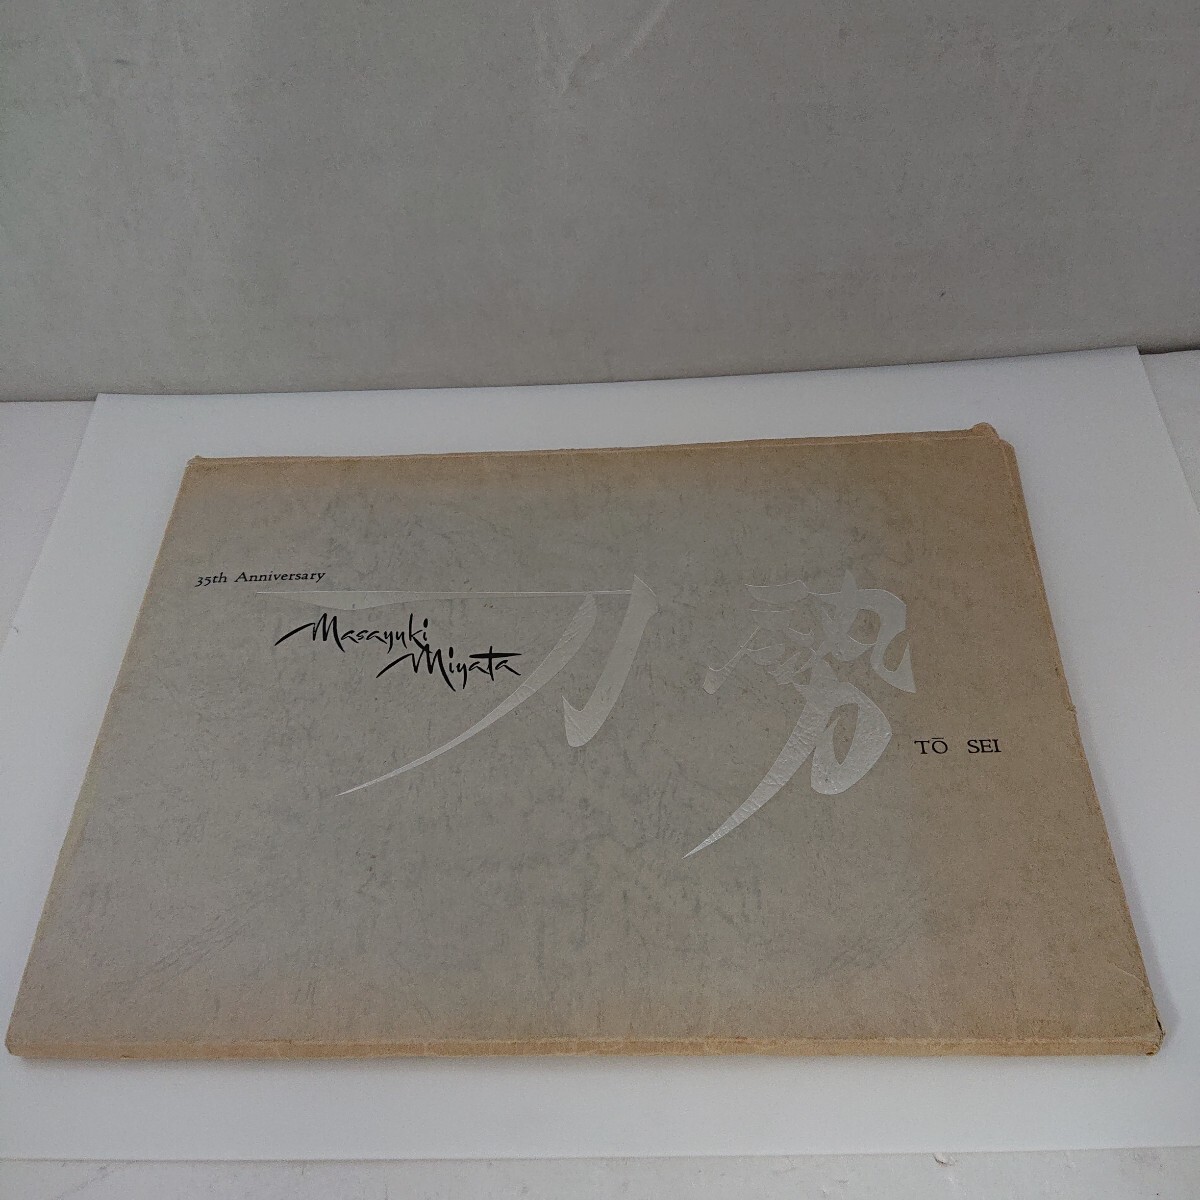 35th Anniversary
刀勢
Masayuki
Miyata
TŌ SEI